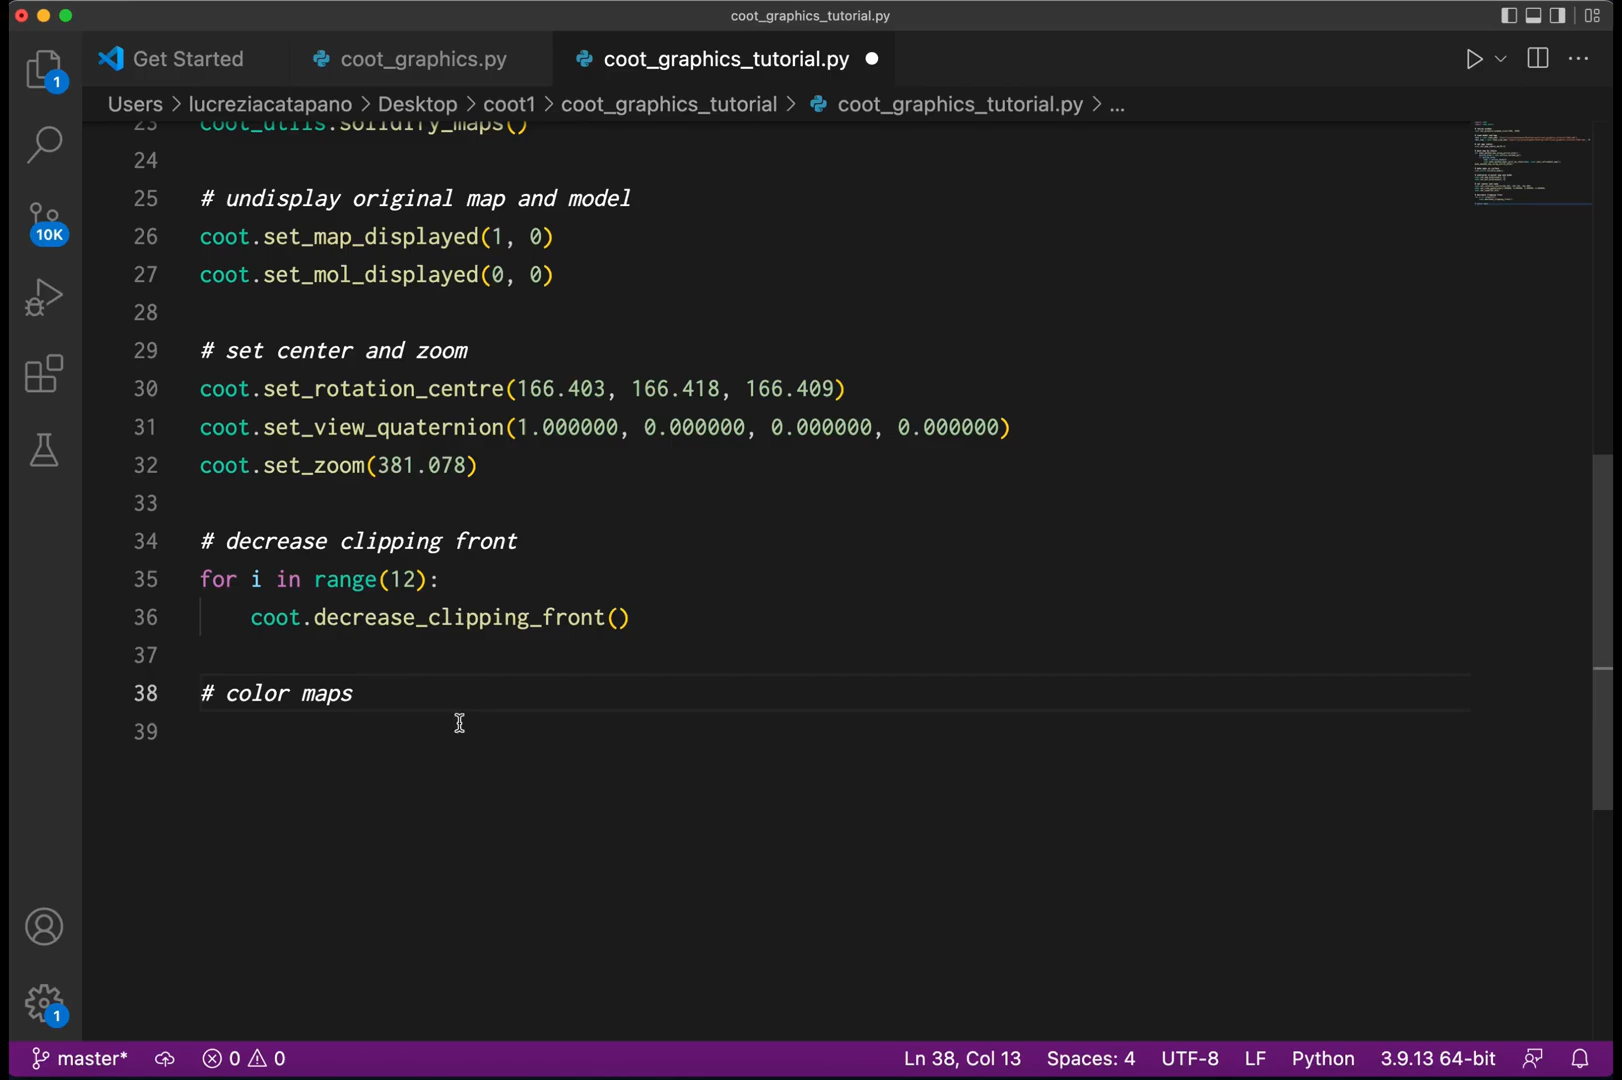 coot_graphics_tutorial.py
Get Started
coot_graphics.py
coot_graphics_tutorial.py
Users > lucreziacatapano > Desktop > coot1 > coot_graphics_tutorial > coot_graphics_tutorial.py > ...
1
10K
23 coot_utils.solidify_maps()
24
25 # undisplay original map and model
26 coot.set_map_displayed(1, 0)
27 coot.set_mol_displayed(0, 0)
28
29 # set center and zoom
30 coot.set_rotation_centre(166.403, 166.418, 166.409)
31 coot.set_view_quaternion(1.000000, 0.000000, 0.000000, 0.000000)
32 coot.set_zoom(381.078)
33
34 # decrease clipping front
35 for i in range(12):
36 coot.decrease_clipping_front()
37
38 # color maps
39
1
master* 0 0 Ln 38, Col 13 Spaces: 4 UTF-8 LF Python 3.9.13 64-bit